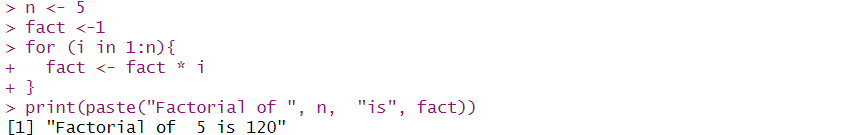 > n <- 5
> fact <-1
> for (i in 1:n){
+   fact <- fact * i
+ }
> print(paste("Factorial of ", n,  "is", fact))
[1] "Factorial of  5 is 120"